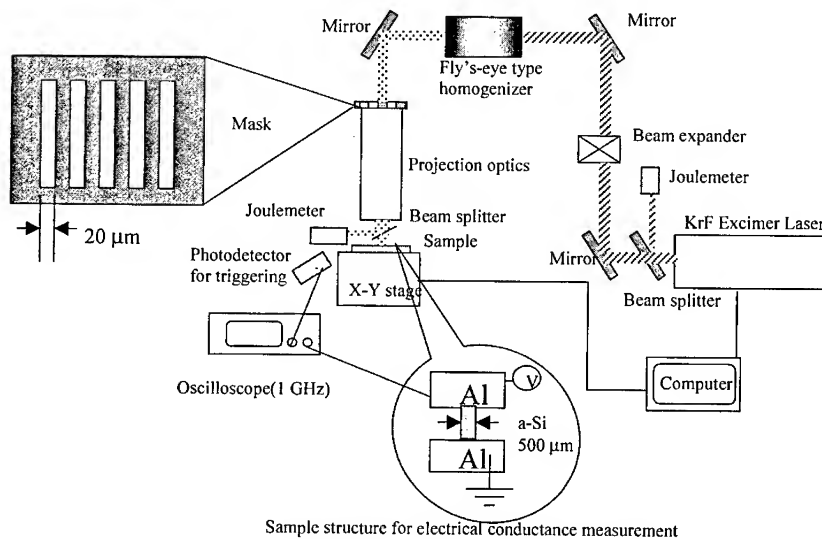 Mirror
Mirror
Fly's-eye type
homogenizer
Mask
Beam expander
Projection optics
Joulemeter
Joulemeter
Beam splitter
KrF Excimer Laser
20 µm
Sample
Photodetector
for triggering
Mirror
X-Y stage
Beam splitter
Oscilloscope(1 GHz)
Computer
V
Al
a-Si
500 µm
Al
Sample structure for electrical conductance measurement